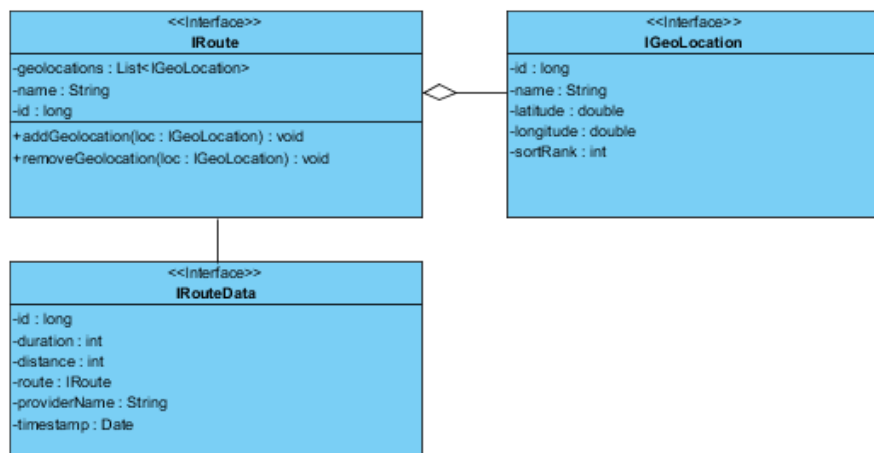 <<Interface>>
IRoute
-geolocations : List<IGeoLocation>
-name : String
-id : long
+addGeolocation(loc : IGeoLocation) : void
+removeGeolocation(loc : IGeoLocation) : void
<<Interface>>
IGeoLocation
-id : long
-name : String
-latitude : double
-longitude : double
-sortRank : int
<<Interface>>
IRouteData
-id : long
-duration : int
-distance : int
-route : IRoute
-providerName : String
-timestamp : Date